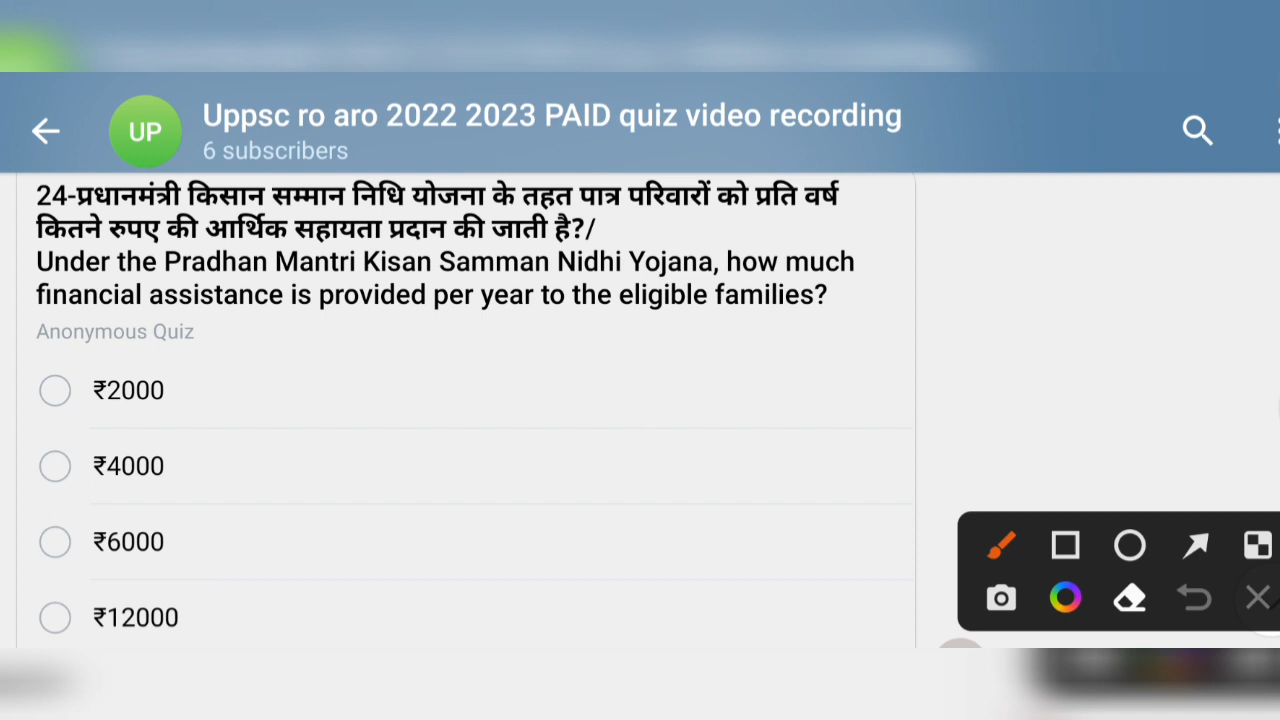 UP
Uppsc ro aro 2022 2023 PAID quiz video recording
6 subscribers
24-प्रधानमंत्री किसान सम्मान निधि योजना के तहत पात्र परिवारों को प्रति वर्ष
कितने रुपए की आर्थिक सहायता प्रदान की जाती है?/
Under the Pradhan Mantri Kisan Samman Nidhi Yojana, how much
financial assistance is provided per year to the eligible families?
Anonymous Quiz
₹2000
₹4000
₹6000
₹12000